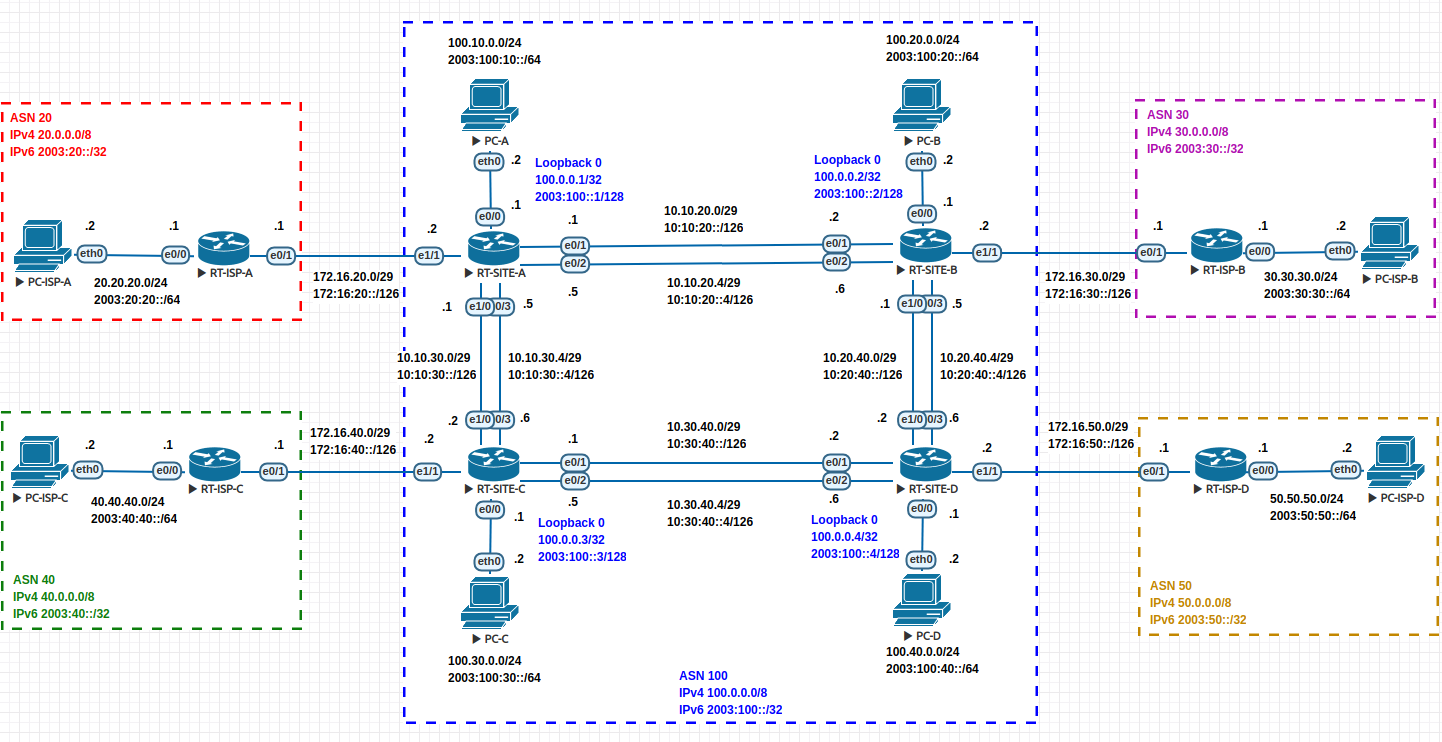 100.10.0.0/24
2003:100:10::/64
100.20.0.0/24
2003:100:20::/64
ASN 20
IPv4 20.0.0.0/8
IPv6 2003:20::/32
ASN 30
IPv4 30.0.0.0/8
IPv6 2003:30::/32
PC-A
eth0
.2
Loopback 0
100.0.0.1/32
2003:100::1/128
.1
e0/0
PC-B
eth0
.2
Loopback 0
100.0.0.2/32
2003:100::2/128
.1
e0/0
10.10.20.0/29
10:10:20::/126
.2
eth0
PC-ISP-A
.1
e0/0
RT-ISP-A
.1
e0/1
20.20.20.0/24
2003:20:20::/64
172.16.20.0/29
172:16:20::/126
.2
e1/1
RT-SITE-A
.1
e0/1
e0/2
.5
.2
e0/1
e0/2
.6
10.10.20.4/29
10:10:20::4/126
RT-SITE-B
.2
e1/1
172.16.30.0/29
172:16:30::/126
.1
e0/1
RT-ISP-B
.1
e0/0
.2
eth0
PC-ISP-B
30.30.30.0/24
2003:30:30::/64
.1
e1/0
0/3
.5
.1
e1/0
0/3
.5
10.10.30.0/29
10:10:30::/126
10.10.30.4/29
10:10:30::4/126
10.20.40.0/29
10:20:40::/126
10.20.40.4/29
10:20:40::4/126
.2
e1/0
0/3
.6
.2
e1/0
0/3
.6
.2
eth0
PC-ISP-C
.1
e0/0
RT-ISP-C
.1
e0/1
40.40.40.0/24
2003:40:40::/64
172.16.40.0/29
172:16:40::/126
.2
e1/1
RT-SITE-C
.1
e0/1
e0/2
.5
10.30.40.0/29
10:30:40::/126
10.30.40.4/29
10:30:40::4/126
.2
e0/1
e0/2
.6
RT-SITE-D
.2
e1/1
172.16.50.0/29
172:16:50::/126
.1
e0/1
RT-ISP-D
.1
e0/0
.2
eth0
PC-ISP-D
50.50.50.0/24
2003:50:50::/64
e0/0
.1
Loopback 0
100.0.0.3/32
2003:100::3/128
eth0
.2
PC-C
100.30.0.0/24
2003:100:30::/64
Loopback 0
100.0.0.4/32
2003:100::4/128
e0/0
.1
eth0
.2
PC-D
100.40.0.0/24
2003:100:40::/64
ASN 40
IPv4 40.0.0.0/8
IPv6 2003:40::/32
ASN 50
IPv4 50.0.0.0/8
IPv6 2003:50::/32
ASN 100
IPv4 100.0.0.0/8
IPv6 2003:100::/32